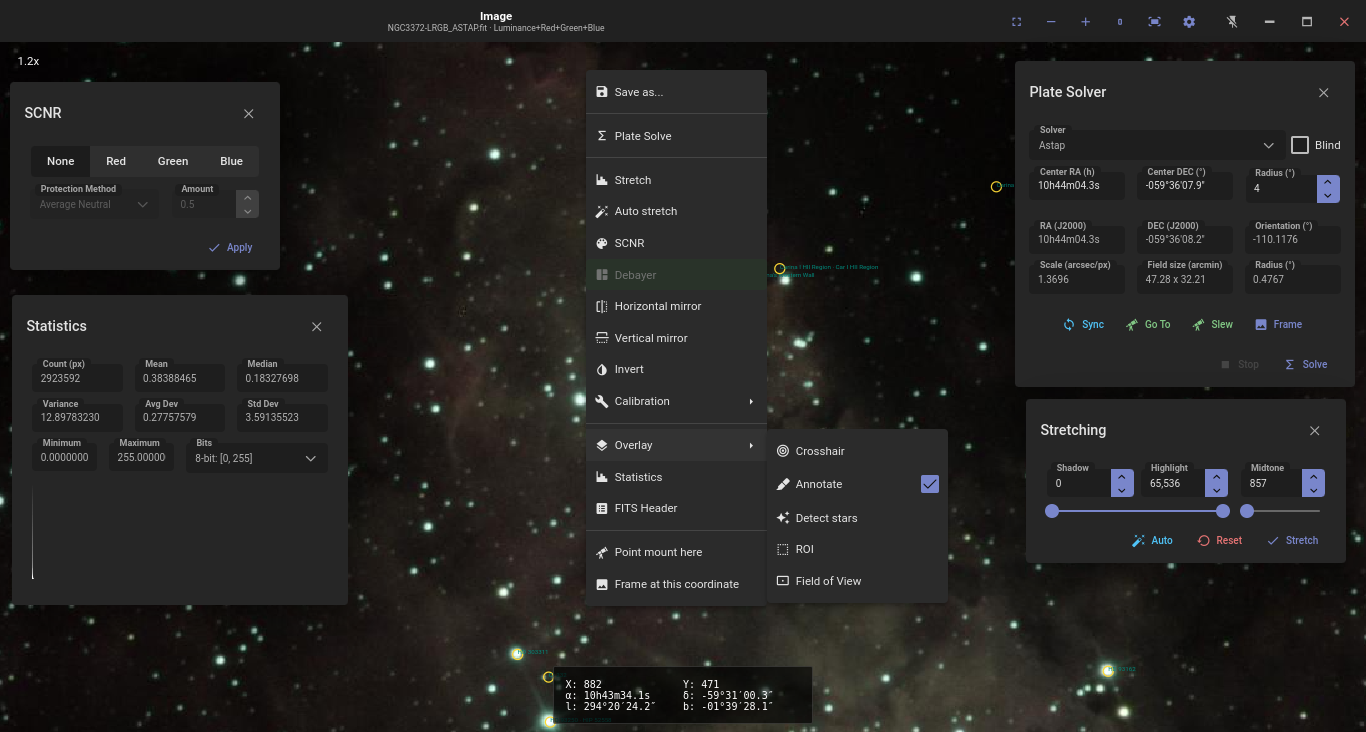 Image
NGC3372-LRGB_ASTAP.fit · Luminance+Red+Green+Blue
1.2x
SCNR
None Red Green Blue
Protection Method Amount
Average Neutral 0.5
Apply
Statistics
Count (px) Mean Median
2923592 0.38388465 0.18327698
Variance Avg Dev Std Dev
12.89783230 0.27757579 3.59135523
Minimum Maximum Bits
0.0000000 255.00000 8-bit: [0, 255]
Save as...
Plate Solve
Stretch
Auto stretch
SCNR
Debayer
Horizontal mirror
Vertical mirror
Invert
Calibration
Overlay
Statistics
FITS Header
Point mount here
Frame at this coordinate
Crosshair
Annotate
Detect stars
ROI
Field of View
Plate Solver
Solver
Astap Blind
Center RA (h) Center DEC (°) Radius (°)
10h44m04.3s -059°36'07.9" 4
RA (J2000) DEC (J2000) Orientation (°)
10h44m04.3s -059°36'08.2" -110.1176
Scale (arcsec/px) Field size (arcmin) Radius (°)
1.3696 47.28 x 32.21 0.4767
Sync Go To Slew Frame
Stop Solve
Stretching
Shadow Highlight Midtone
0 65,536 857
Auto Reset Stretch
I HII Region · Car I HII Region
Wall
X: 882 Y: 471
α: 10h43m34.1s δ: -59°31′00.3″
l: 294°20′24.2″ b: -01°39′28.1″